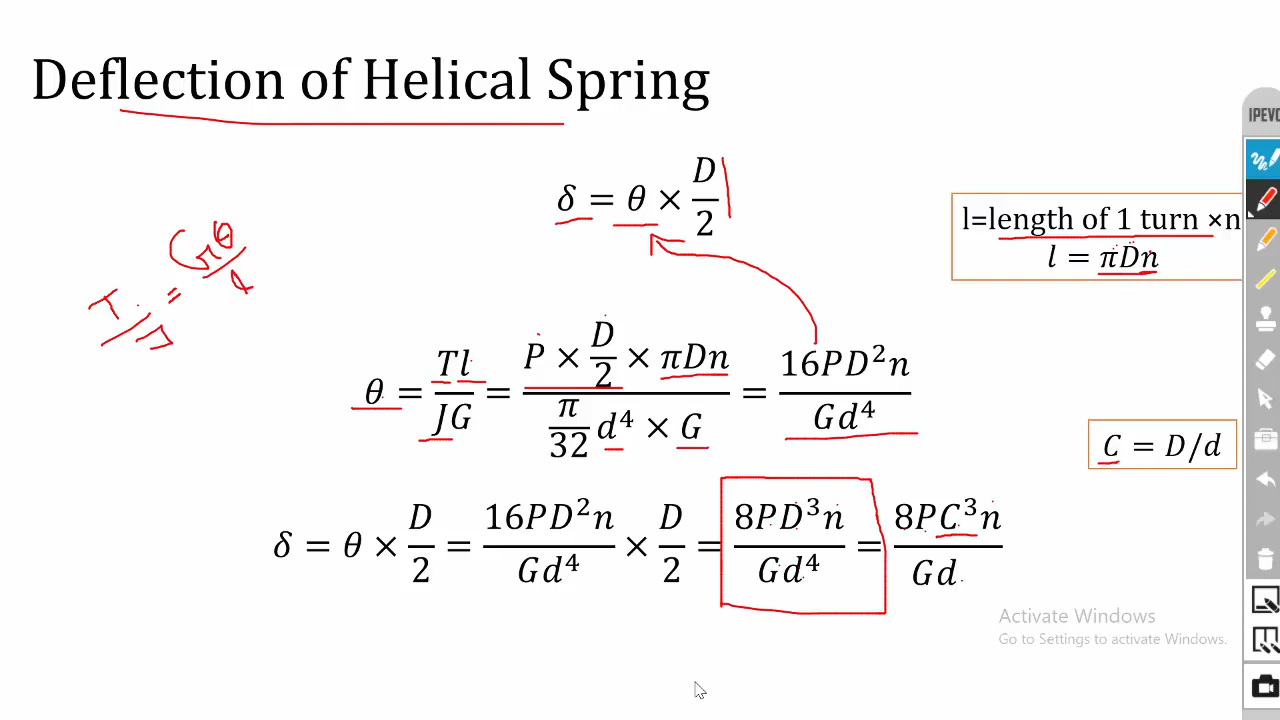 Deflection of Helical Spring
δ = θ × D/2
l=length of 1 turn ×n
l = πDn
T/J = Gθ/l
θ = Tl/JG = (P × D/2 × πDn)/(π/32 d⁴ × G) = 16PD²n/Gd⁴
C = D/d
δ = θ × D/2 = 16PD²n/Gd⁴ × D/2 = 8PD³n/Gd⁴ = 8PC³n/Gd
Activate Windows
Go to Settings to activate Windows.
IPEVO